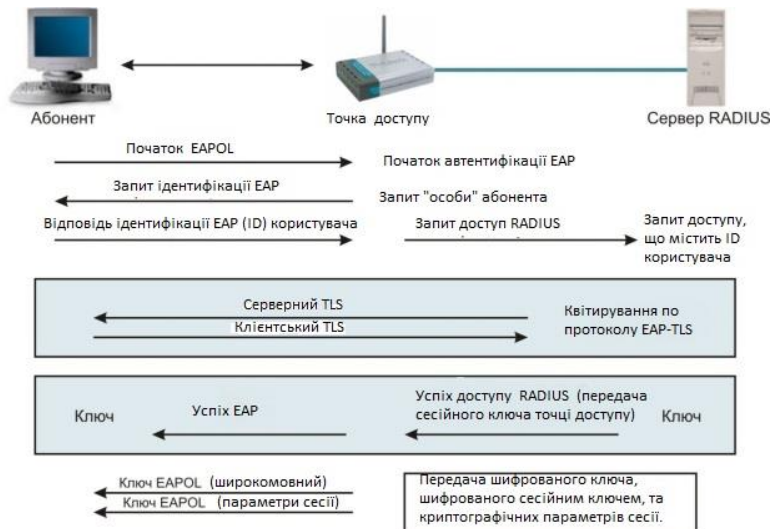 Абонент
Точка доступу
Сервер RADIUS
Початок EAPOL
Початок автентифікації EAP
Запит ідентифікації EAP
Запит "особи" абонента
Відповідь ідентифікації EAP (ID) користувача
Запит доступ RADIUS
Запит доступу,
що містить ID
користувача
Серверний TLS
Клієнтський TLS
Квітирування по
протоколу EAP-TLS
Ключ
Успіх EAP
Успіх доступу RADIUS (передача
сесійного ключа точці доступу)
Ключ
Ключ EAPOL (широкомовний)
Ключ EAPOL (параметри сесії)
Передача шифрованого ключа,
шифрованого сесійним ключем, та
криптографічних параметрів сесії.